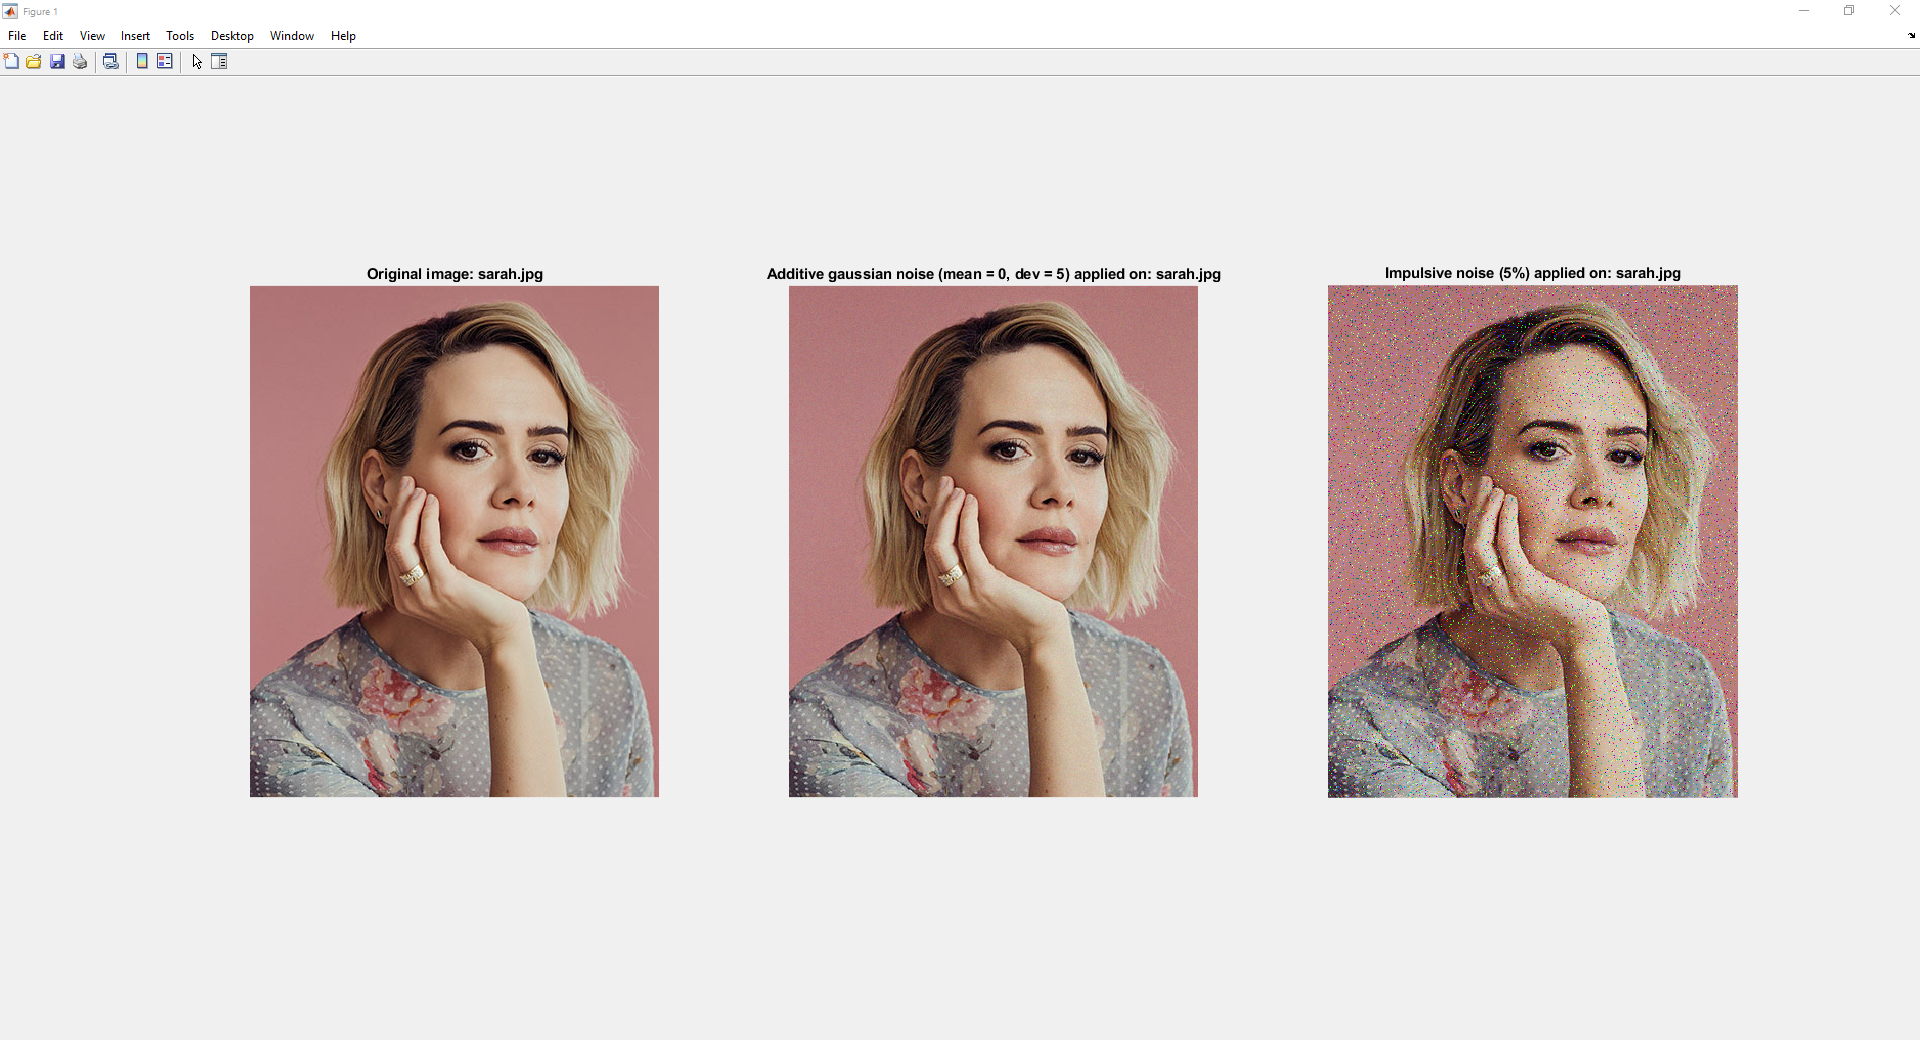 Figure 1
File Edit View Insert Tools Desktop Window Help
Original image: sarah.jpg
Additive gaussian noise (mean = 0, dev = 5) applied on: sarah.jpg
Impulsive noise (5%) applied on: sarah.jpg